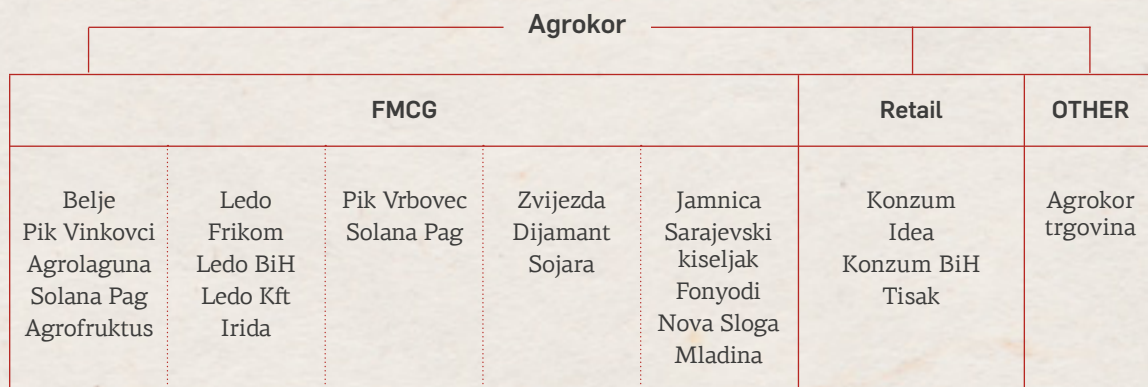 Agrokor
FMCG
Retail
OTHER
Belje
Pik Vinkovci
Agrolaguna
Solana Pag
Agrofruktus
Ledo
Frikom
Ledo BiH
Ledo Kft
Irida
Pik Vrbovec
Solana Pag
Zvijezda
Dijamant
Sojara
Jamnica
Sarajevski
kiseljak
Fonyodi
Nova Sloga
Mladina
Konzum
Idea
Konzum BiH
Tisak
Agrokor
trgovina